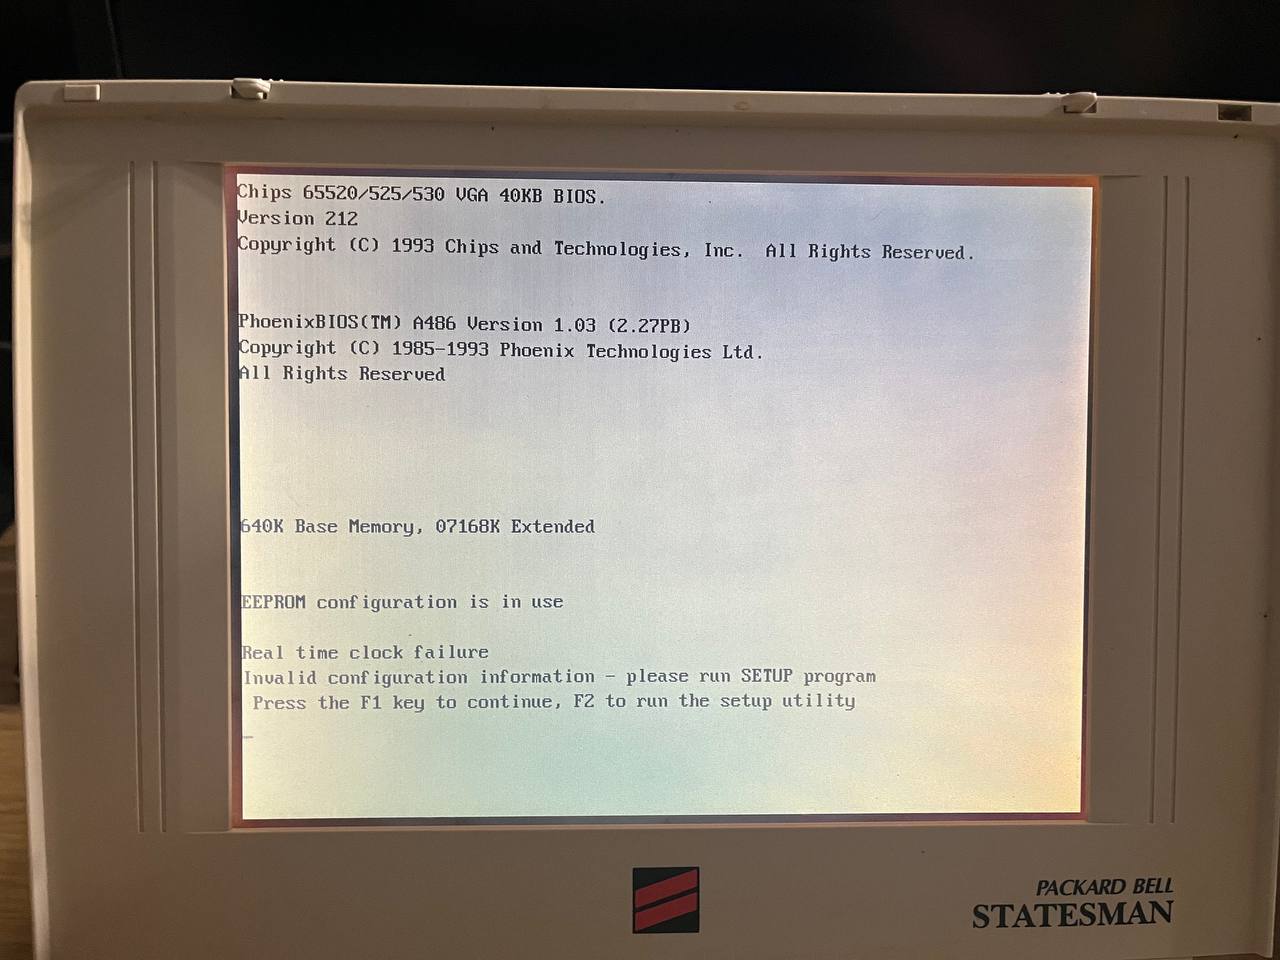 Chips 65520/525/530 VGA 40KB BIOS.
Version 212
Copyright (C) 1993 Chips and Technologies, Inc.  All Rights Reserved.
PhoenixBIOS(TM) A486 Version 1.03 (2.27PB)
Copyright (C) 1985-1993 Phoenix Technologies Ltd.
All Rights Reserved
640K Base Memory, 07168K Extended
EEPROM configuration is in use
Real time clock failure
Invalid configuration information - please run SETUP program
Press the F1 key to continue, F2 to run the setup utility
_
PACKARD BELL
STATESMAN